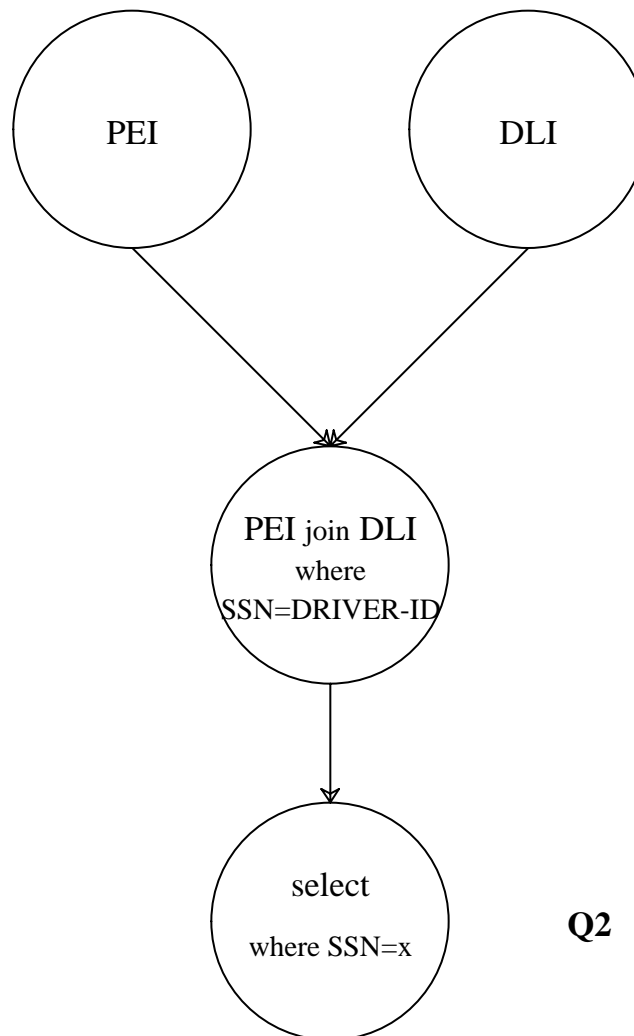 PEI
DLI
PEI join DLI
where
SSN=DRIVER-ID
select
where SSN=x
Q2